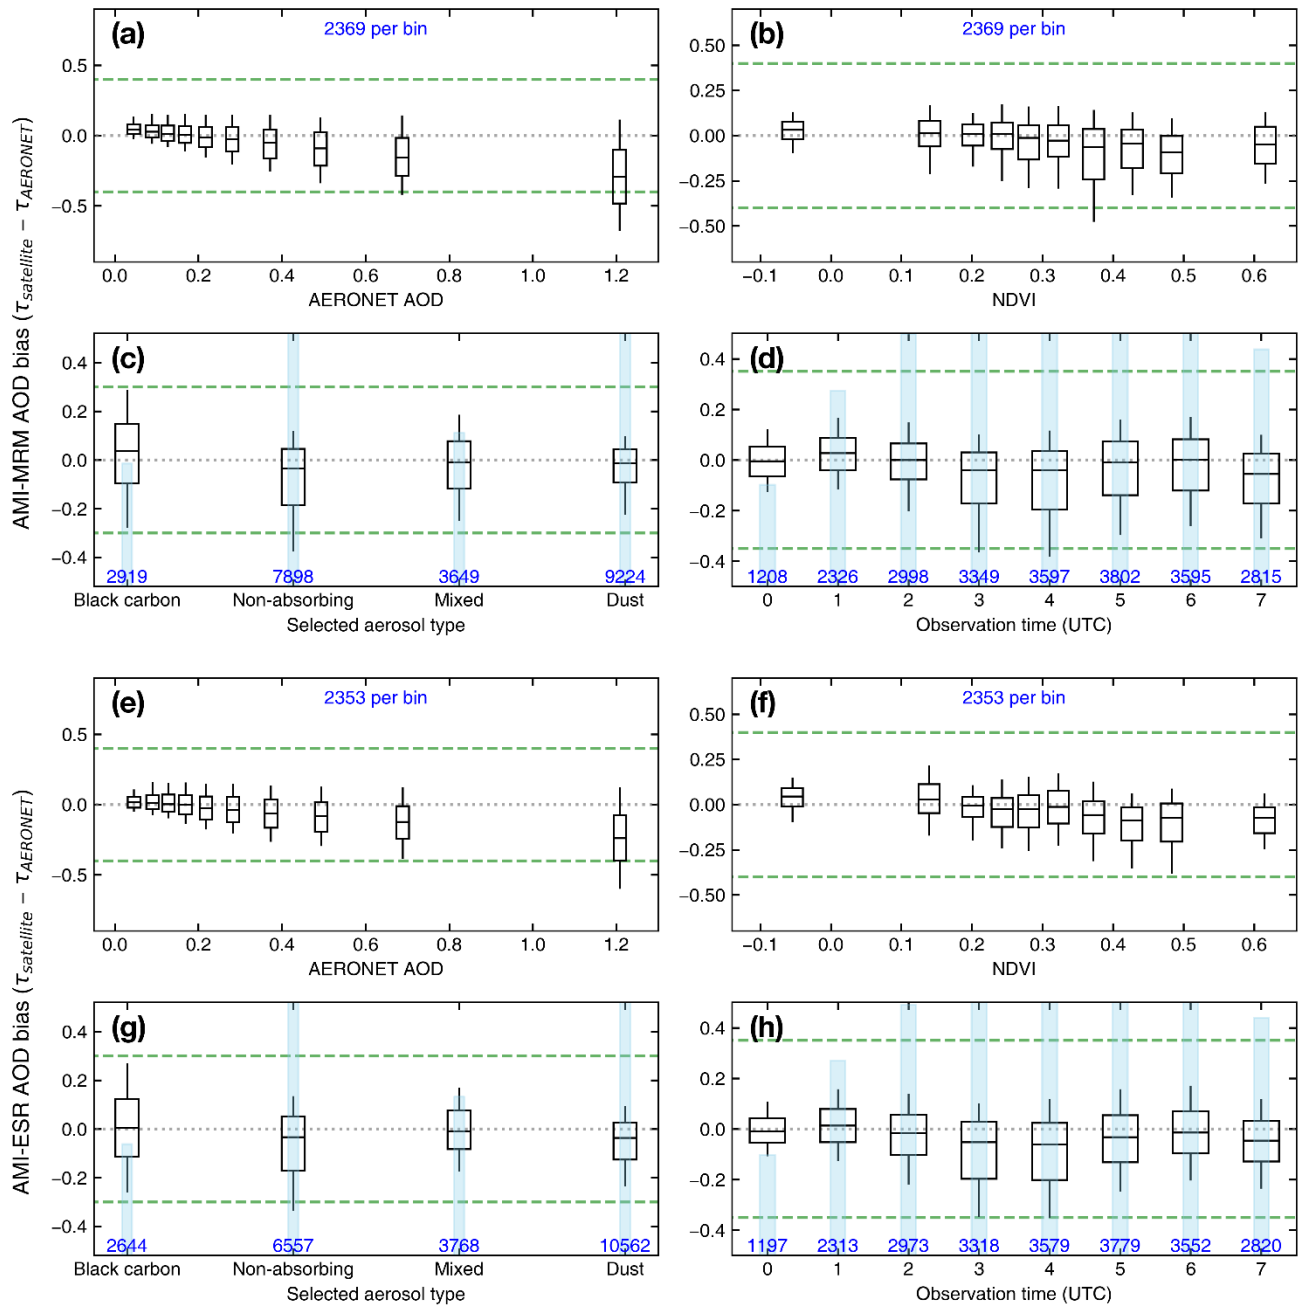 AMI-MRM AOD bias (τsatellite − τAERONET)
(a)
2369 per bin
0.5
0.0
−0.5
0.0 0.2 0.4 0.6 0.8 1.0 1.2
AERONET AOD
(b)
2369 per bin
0.50
0.25
0.00
−0.25
−0.50
−0.1 0.0 0.1 0.2 0.3 0.4 0.5 0.6
NDVI
(c)
0.4
0.2
0.0
−0.2
−0.4
2919 7898 3649 9224
Black carbon Non-absorbing Mixed Dust
Selected aerosol type
(d)
0.4
0.2
0.0
−0.2
−0.4
1208 2326 2998 3349 3597 3802 3595 2815
0 1 2 3 4 5 6 7
Observation time (UTC)
AMI-ESR AOD bias (τsatellite − τAERONET)
(e)
2353 per bin
0.5
0.0
−0.5
0.0 0.2 0.4 0.6 0.8 1.0 1.2
AERONET AOD
(f)
2353 per bin
0.50
0.25
0.00
−0.25
−0.50
−0.1 0.0 0.1 0.2 0.3 0.4 0.5 0.6
NDVI
(g)
0.4
0.2
0.0
−0.2
−0.4
2644 6557 3768 10562
Black carbon Non-absorbing Mixed Dust
Selected aerosol type
(h)
0.4
0.2
0.0
−0.2
−0.4
1197 2313 2973 3318 3579 3779 3552 2820
0 1 2 3 4 5 6 7
Observation time (UTC)